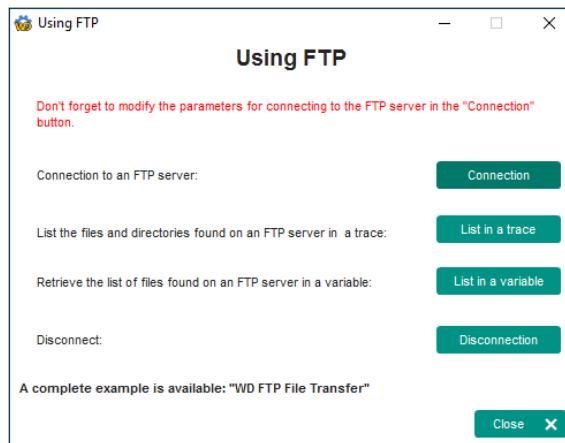 Using FTP
Using FTP
Don't forget to modify the parameters for connecting to the FTP server in the "Connection"
button.
Connection to an FTP server:
Connection
List the files and directories found on an FTP server in  a trace:
List in a trace
Retrieve the list of files found on an FTP server in a variable:
List in a variable
Disconnect:
Disconnection
A complete example is available: "WD FTP File Transfer"
Close